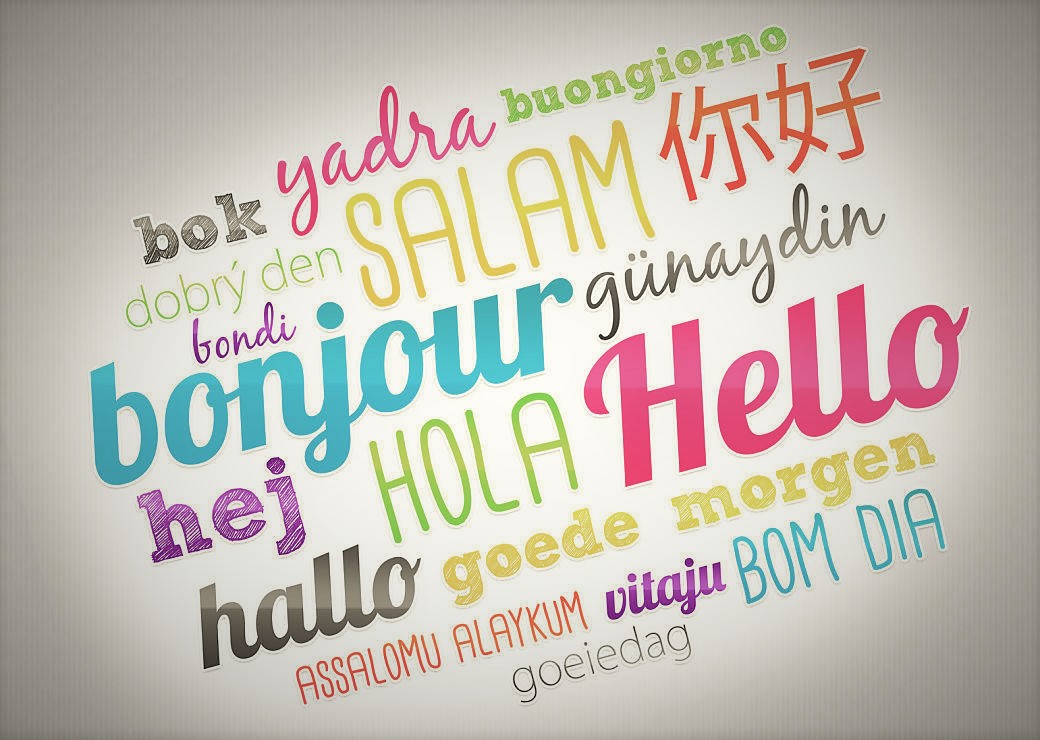 buongiorno
yadra
你好
bok
SALAM
dobrý den
günaydin
bondi
bonjour
Hello
HOLA
hej
goede morgen
hallo
BOM DIA
vitaju
ASSALOMU ALAYKUM
goeiedag